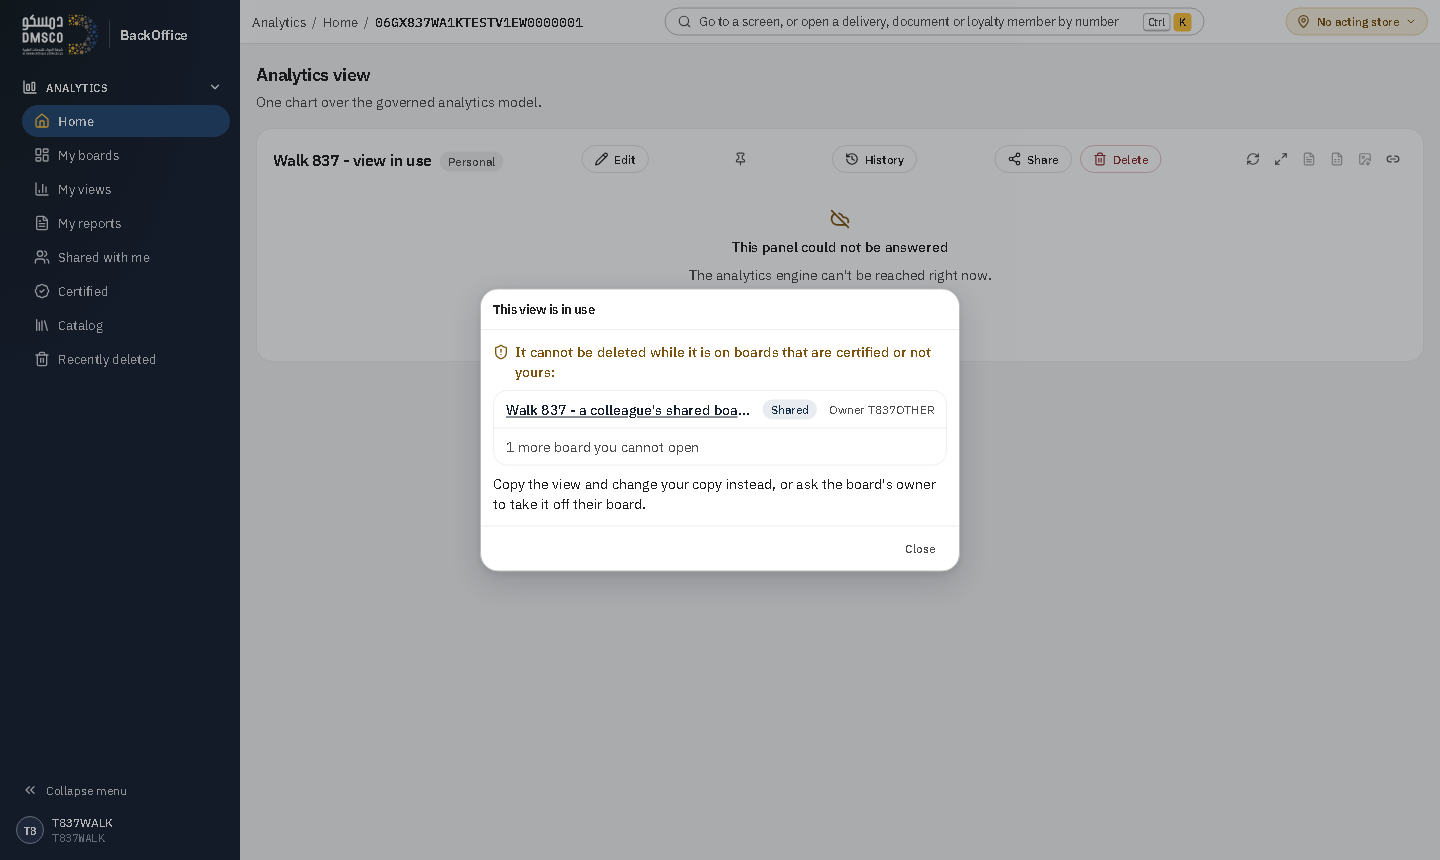 دمسكو
DMSCO
BackOffice
Analytics / Home / 06GX837WA1KTESTV1EW0000001
Go to a screen, or open a delivery, document or loyalty member by number
Ctrl K
No acting store
ANALYTICS
Home
My boards
My views
My reports
Shared with me
Certified
Catalog
Recently deleted
Analytics view
One chart over the governed analytics model.
Walk 837 - view in use Personal
Edit
History
Share
Delete
This panel could not be answered
The analytics engine can't be reached right now.
This view is in use
It cannot be deleted while it is on boards that are certified or not
yours:
Walk 837 - a colleague's shared boa... Shared Owner T837OTHER
1 more board you cannot open
Copy the view and change your copy instead, or ask the board's owner
to take it off their board.
Close
Collapse menu
T8
T837WALK
T837WALK